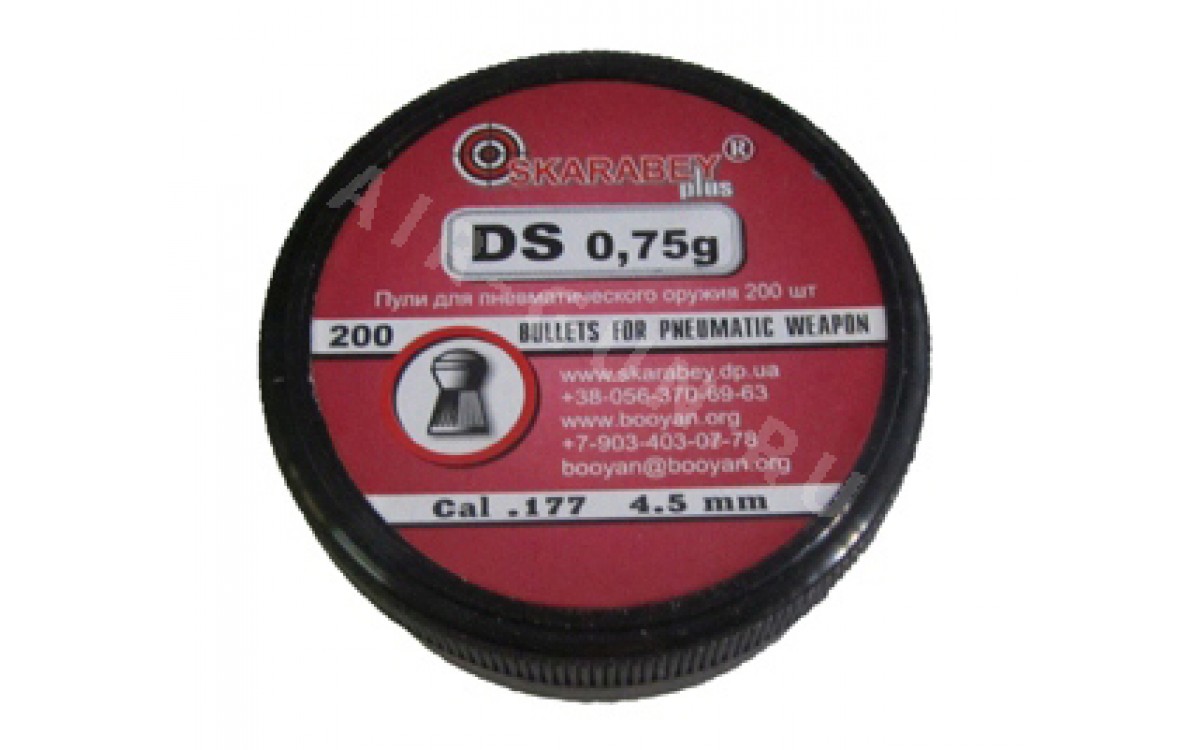 SKARABEY®
plus
DS 0,75g
Пули для пневматического оружия 200 шт
200 BULLETS FOR PNEUMATIC WEAPON
www.skarabey.dp.ua
+38-056-370-69-63
www.booyan.org
+7-903-403-07-78
booyan@booyan.org
Cal .177 4.5 mm